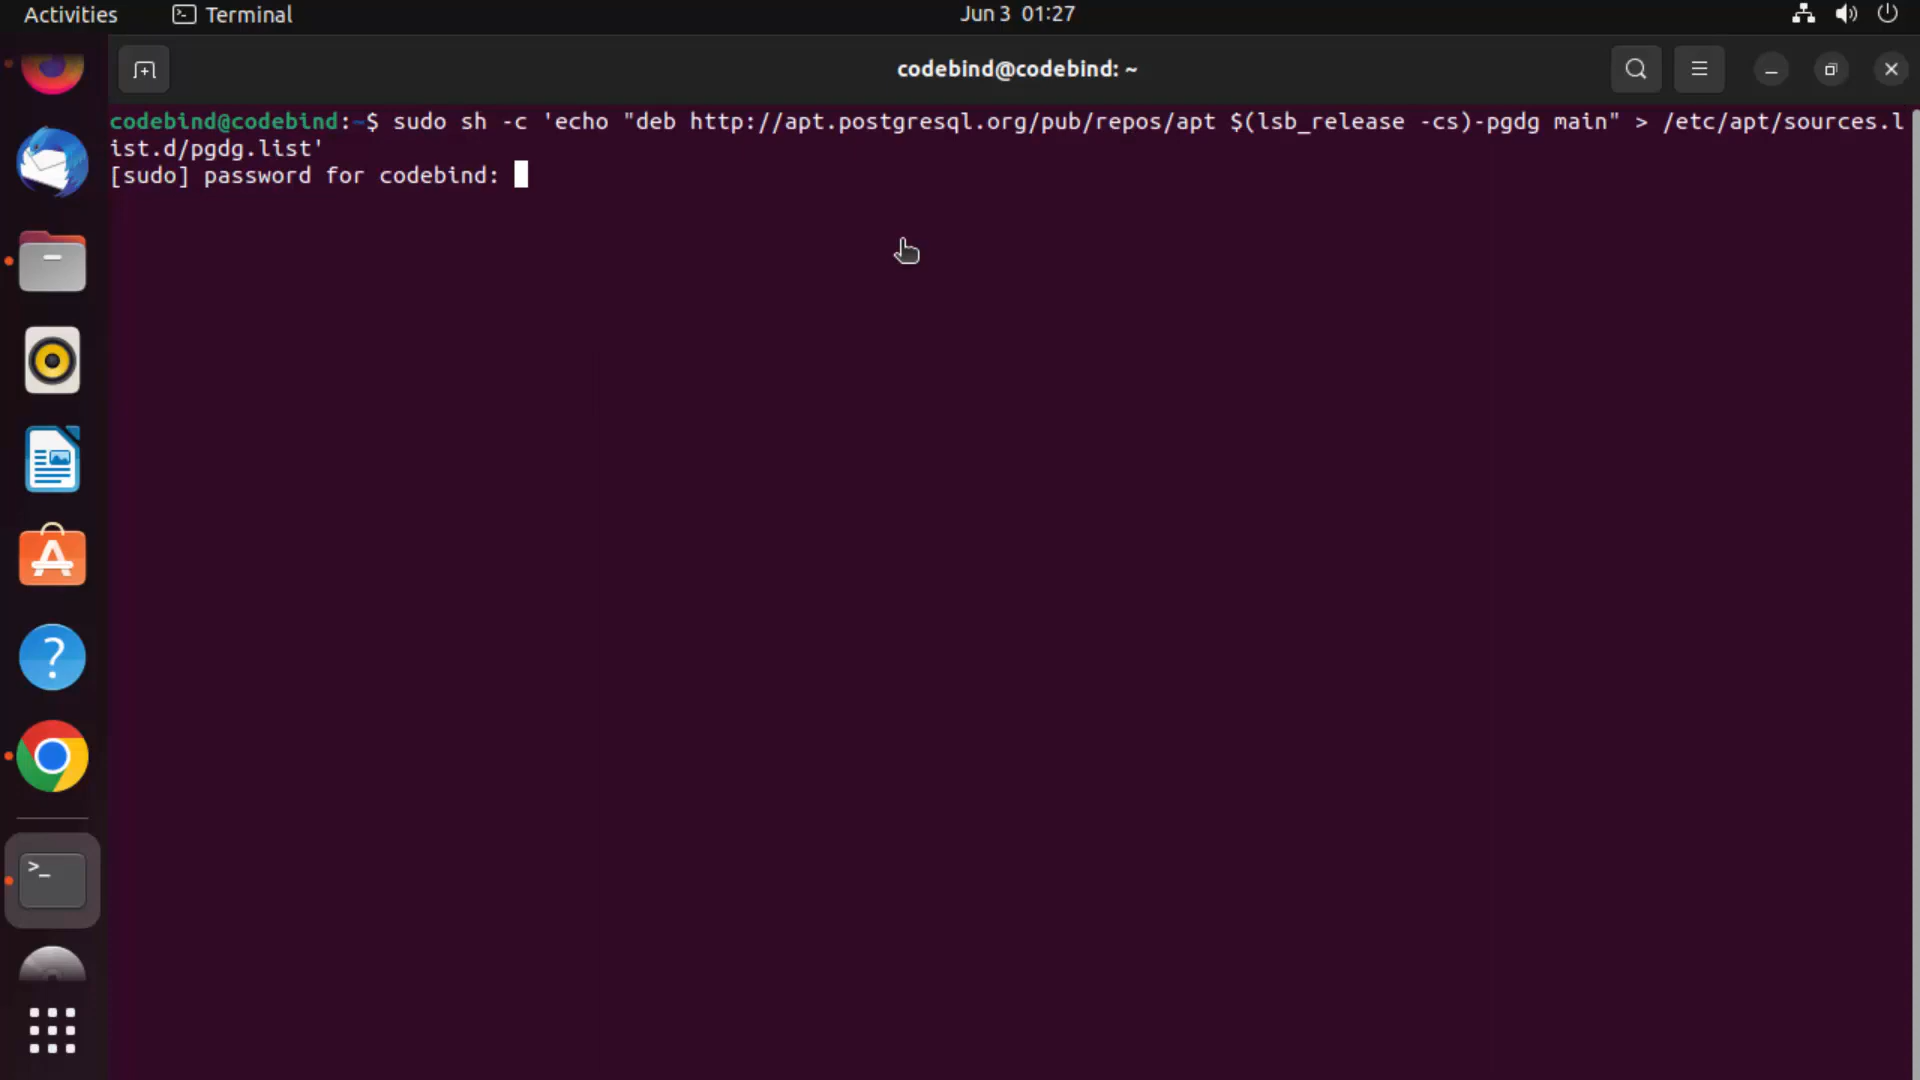 Activities Terminal Jun 3 01:27
codebind@codebind: ~
codebind@codebind:~$ sudo sh -c 'echo "deb http://apt.postgresql.org/pub/repos/apt $(lsb_release -cs)-pgdg main" > /etc/apt/sources.l
ist.d/pgdg.list'
[sudo] password for codebind: